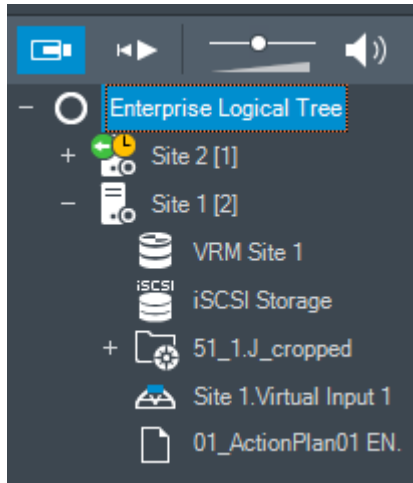 Enterprise Logical Tree
Site 2 [1]
Site 1 [2]
VRM Site 1
iSCSI
iSCSI Storage
51_1.J_cropped
Site 1.Virtual Input 1
01_ActionPlan01 EN.